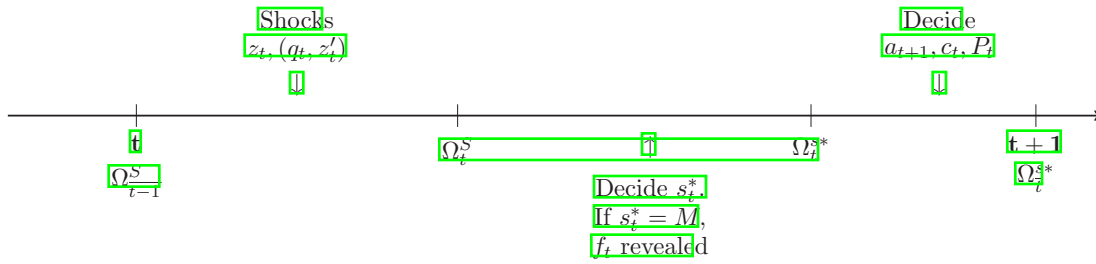 Shocks
z_t, (q_t, z'_t)
↓
Decide
a_{t+1}, c_t, P_t
↓
t
Ω^S_t
↑
Ω^{s*}_t
t + 1
Ω^S_{t-1}
Ω^{s*}_t
Decide s^*_t.
If s^*_t = M,
f_t revealed